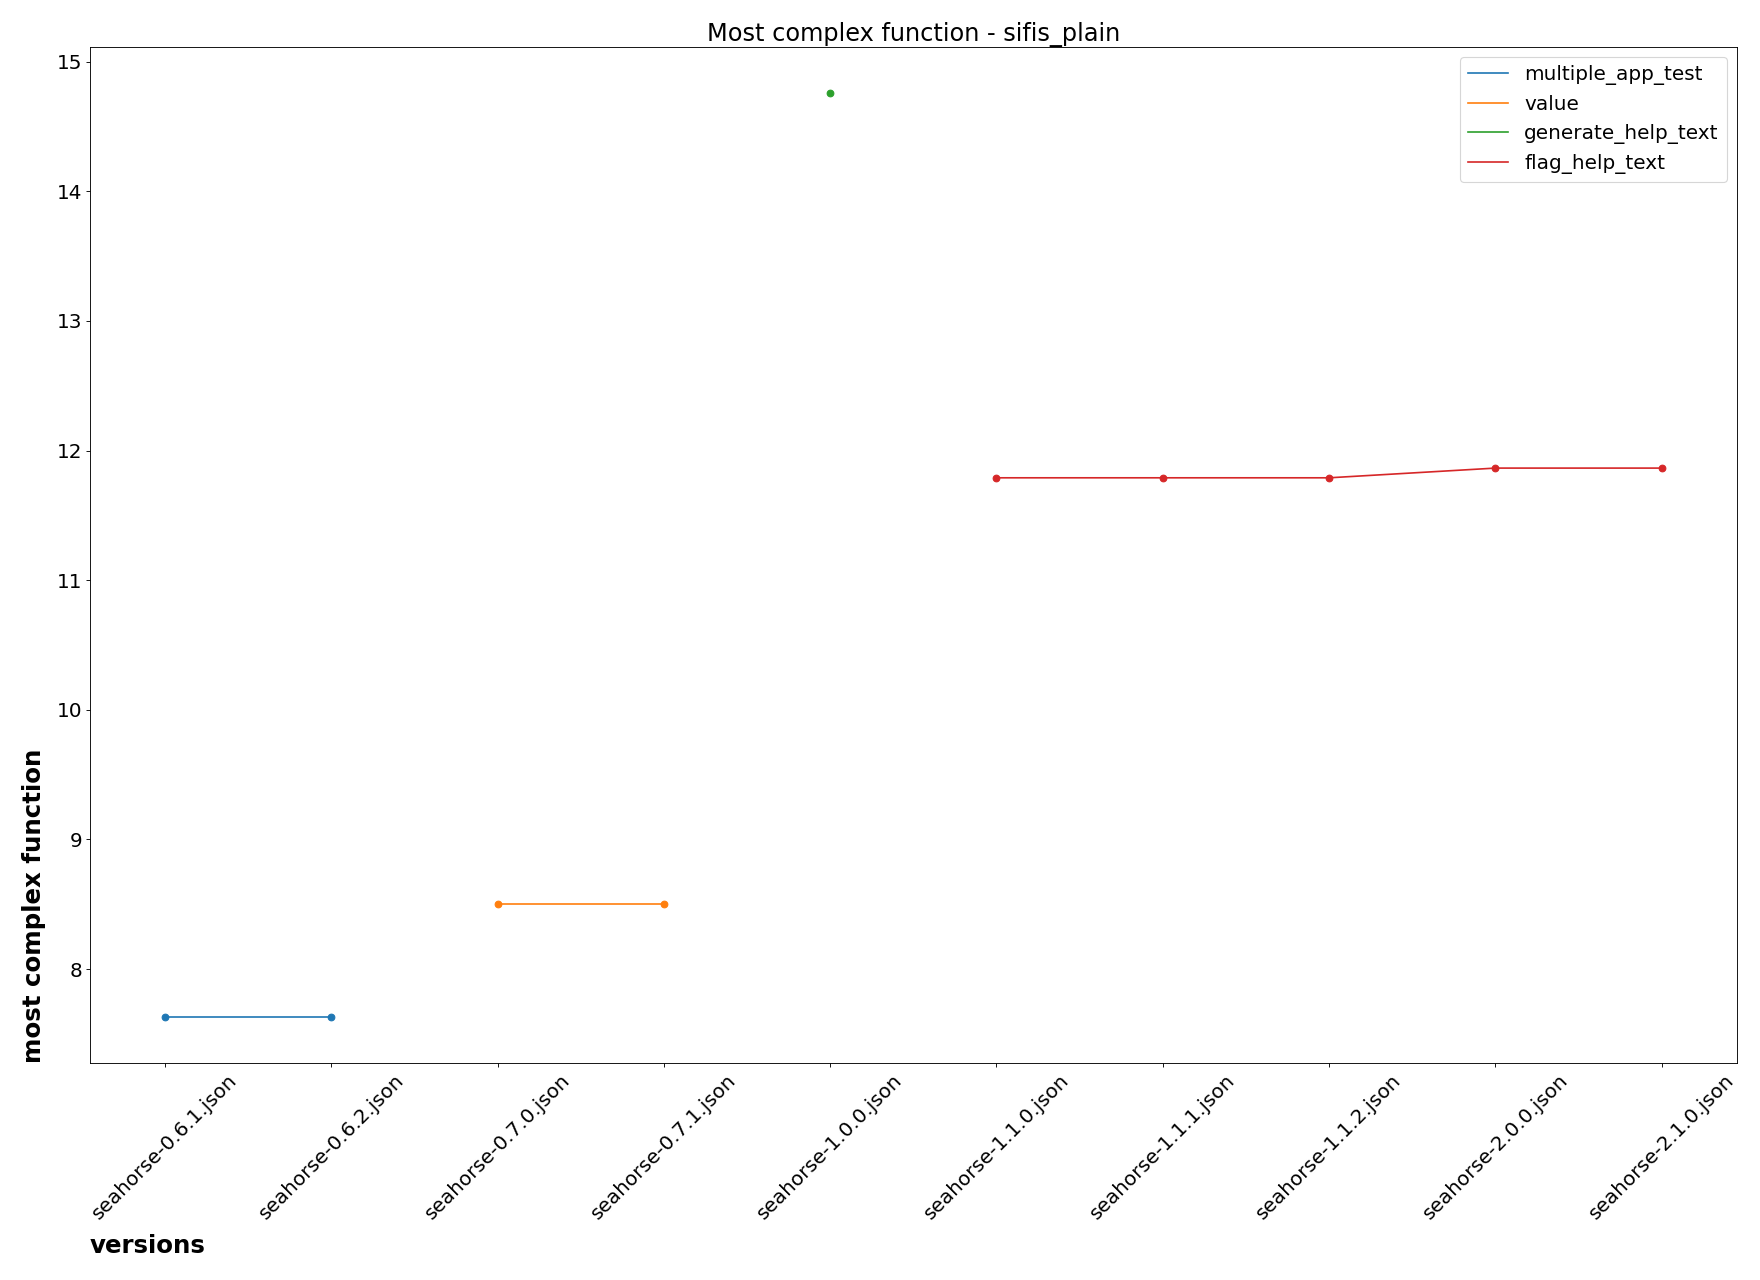 Most complex function - sifis_plain
multiple_app_test
value
generate_help_text
flag_help_text
most complex function
15
14
13
12
11
10
9
8
seahorse-0.6.1.json
seahorse-0.6.2.json
seahorse-0.7.0.json
seahorse-0.7.1.json
seahorse-1.0.0.json
seahorse-1.1.0.json
seahorse-1.1.1.json
seahorse-1.1.2.json
seahorse-2.0.0.json
seahorse-2.1.0.json
versions